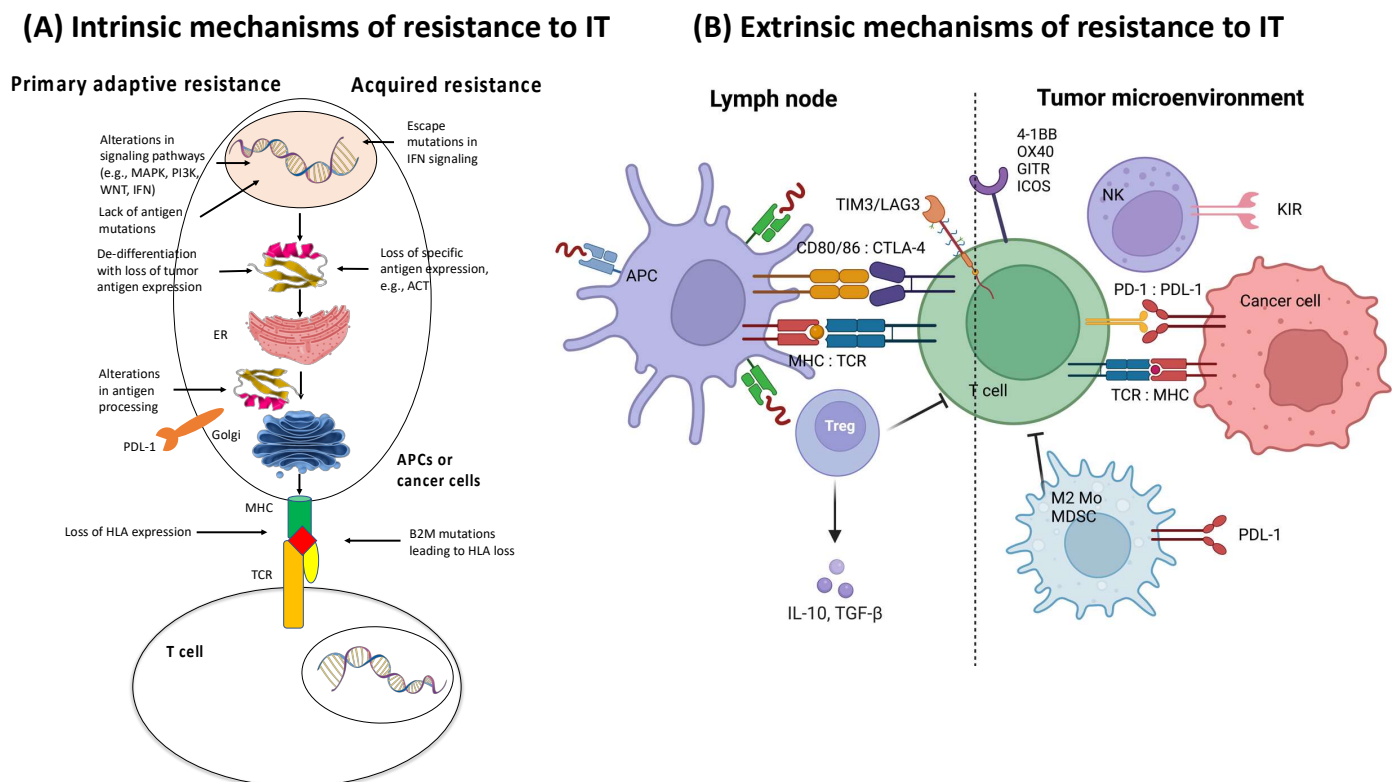 (A) Intrinsic mechanisms of resistance to IT
Primary adaptive resistance
Acquired resistance
Alterations in
signaling pathways
(e.g., MAPK, PI3K,
WNT, IFN)
Escape
mutations in
IFN signaling
Lack of antigen
mutations
De-differentiation
with loss of tumor
antigen expression
Loss of specific
antigen expression,
e.g., ACT
ER
Alterations
in antigen
processing
PDL-1
Golgi
APCs or
cancer cells
MHC
Loss of HLA expression
B2M mutations
leading to HLA loss
TCR
T cell
(B) Extrinsic mechanisms of resistance to IT
Lymph node
Tumor microenvironment
4-1BB
OX40
GITR
ICOS
TIM3/LAG3
NK
KIR
CD80/86 : CTLA-4
APC
PD-1 : PDL-1
Cancer cell
MHC : TCR
T cell
TCR : MHC
Treg
M2 Mo
MDSC
PDL-1
IL-10, TGF-β